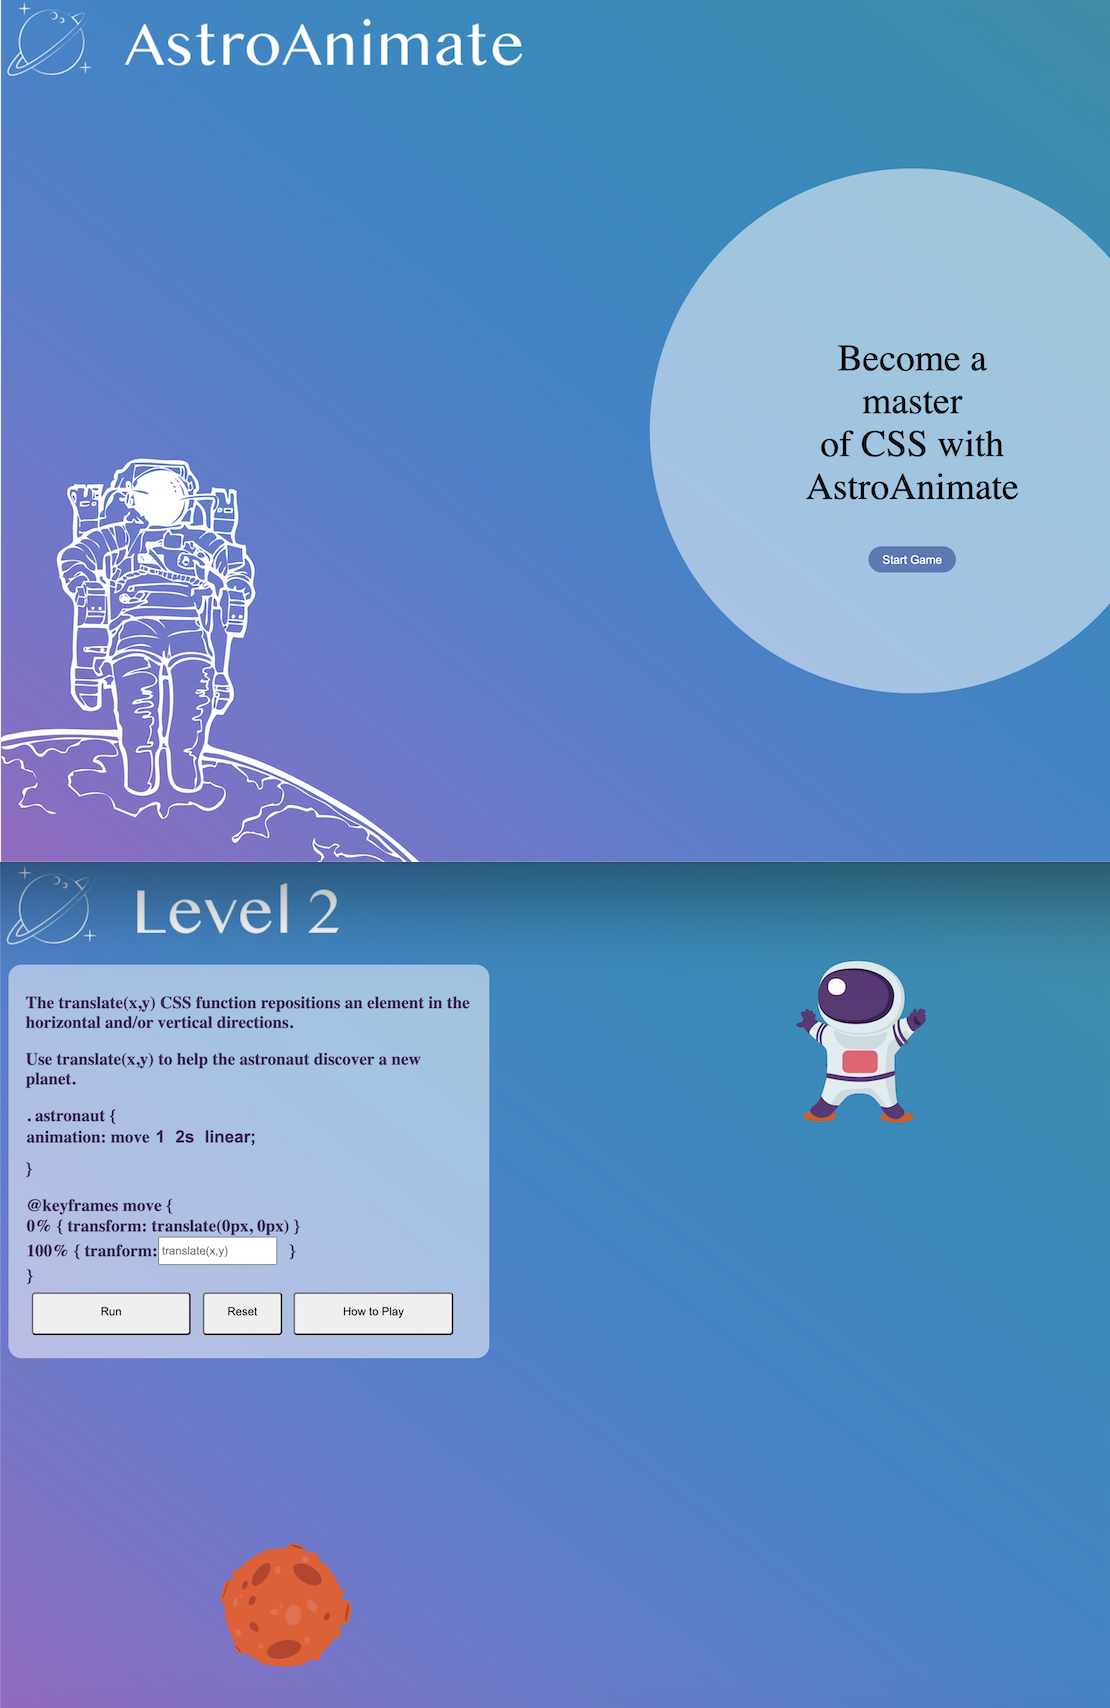 AstroAnimate
Become a
master
of CSS with
AstroAnimate
Start Game
Level 2
The translate(x,y) CSS function repositions an element in the
horizontal and/or vertical directions.
Use translate(x,y) to help the astronaut discover a new
planet.
. astronaut {
animation: move 1 2s linear;
}
@keyframes move {
0% { transform: translate(0px, 0px) }
100% { tranform: translate(x,y) }
}
Run Reset How to Play